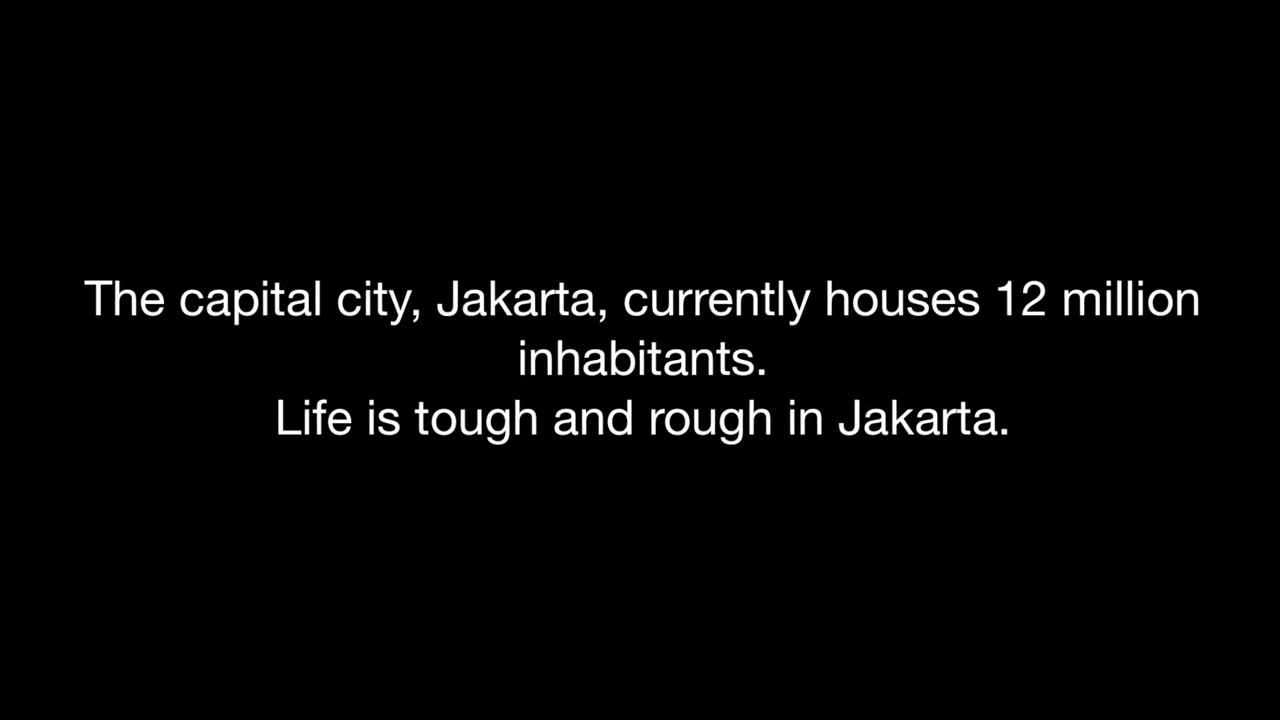 The capital city, Jakarta, currently houses 12 million
inhabitants.
Life is tough and rough in Jakarta.